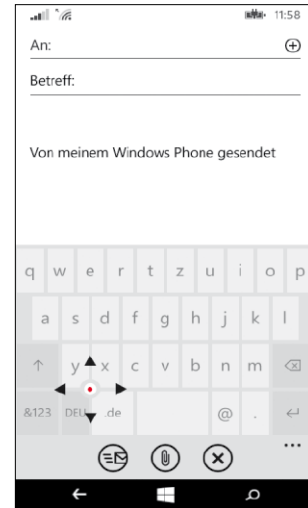 11:58
An:
Betreff:
Von meinem Windows Phone gesendet
q w e r t z u i o p
a s d f g h j k l
y x c v b n m
&123 DEU .de @ .